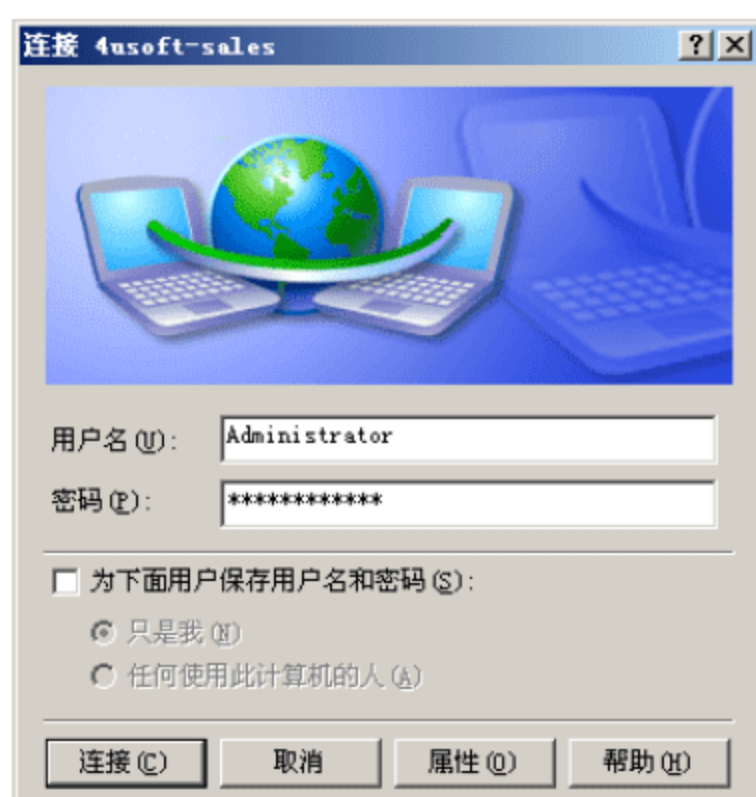 连接 4usoft-sales
用户名(U):
Administrator
密码(P):
************
为下面用户保存用户名和密码(S):
只是我(N)
任何使用此计算机的人(A)
连接(C) 取消 属性(O) 帮助(H)